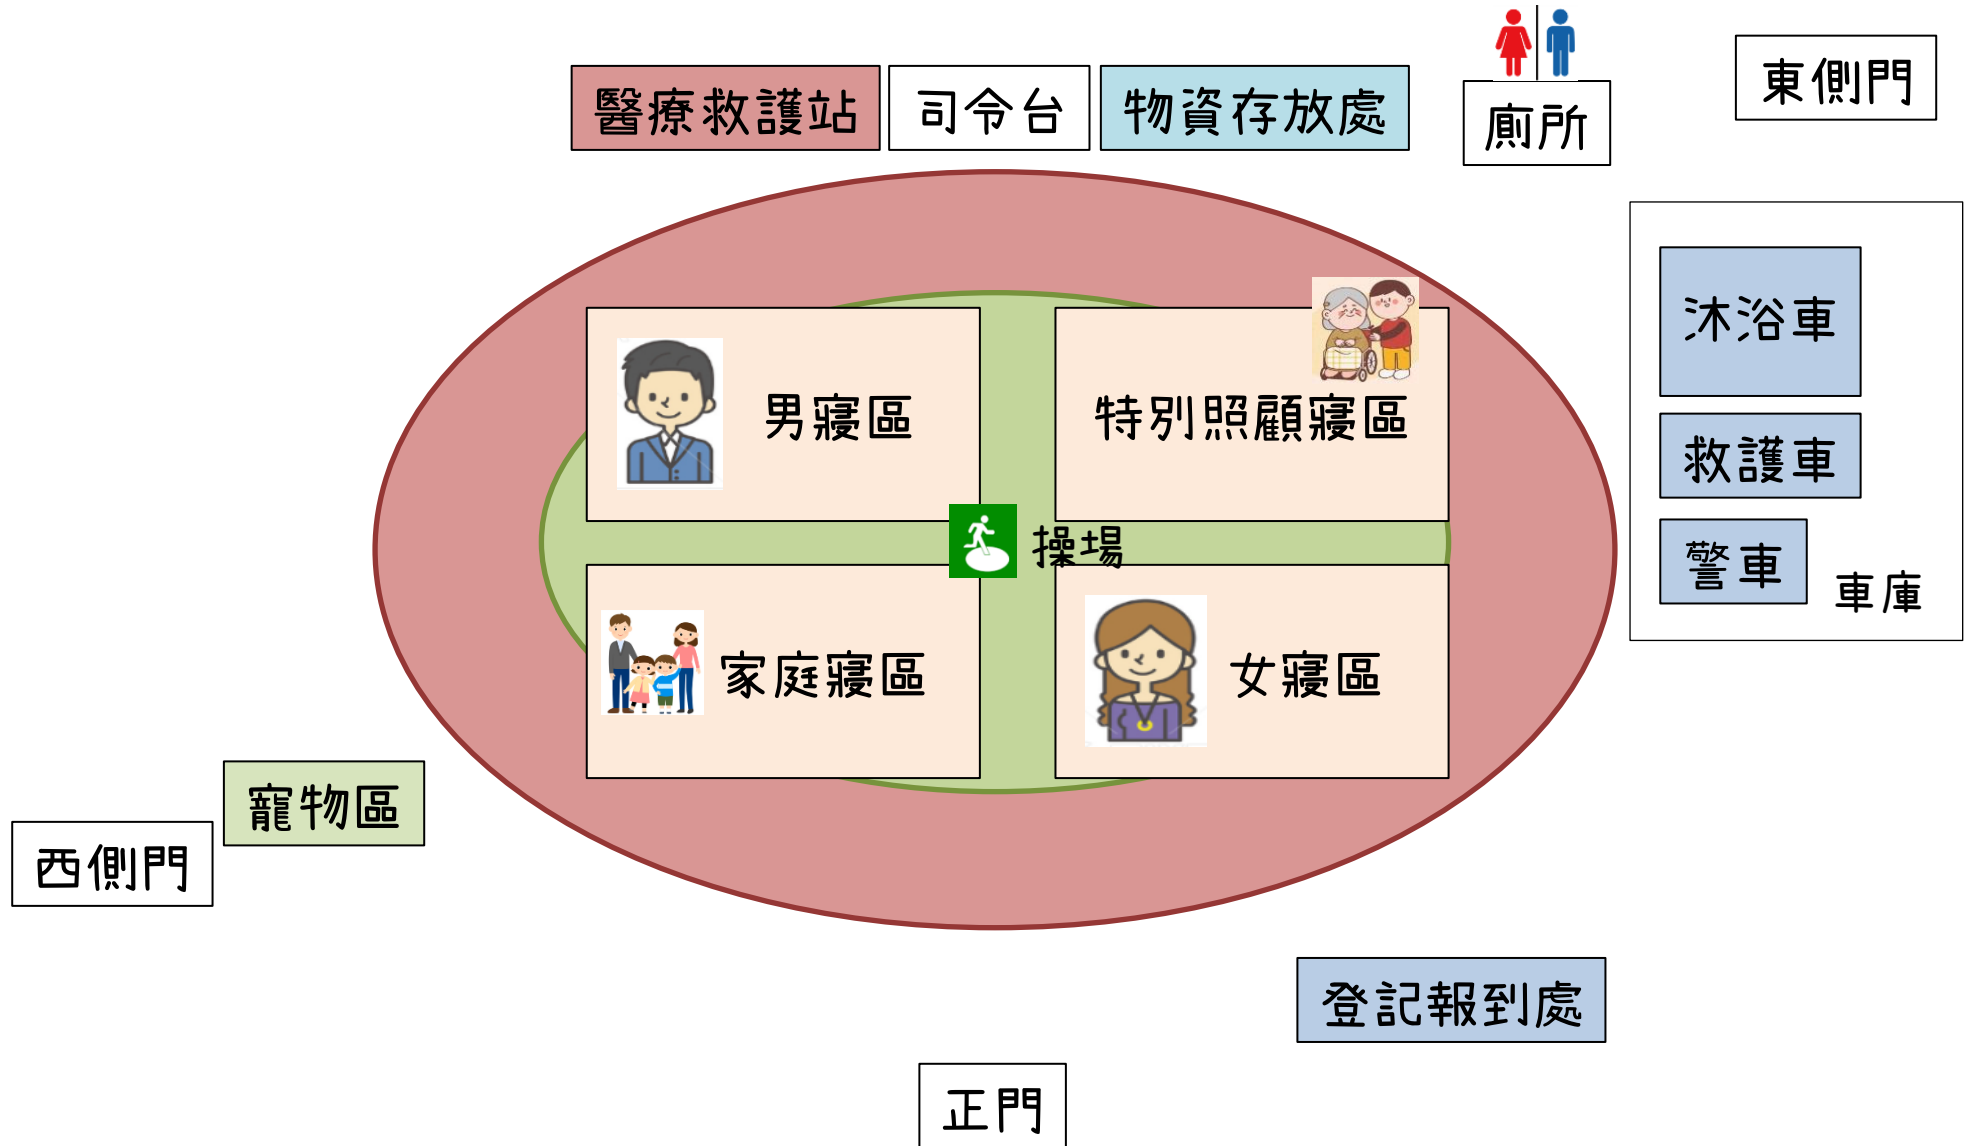 醫療救護站
司令台
物資存放處
廁所
東側門
沐浴車
救護車
警車
車庫
男寢區
特別照顧寢區
操場
家庭寢區
女寢區
寵物區
西側門
登記報到處
正門